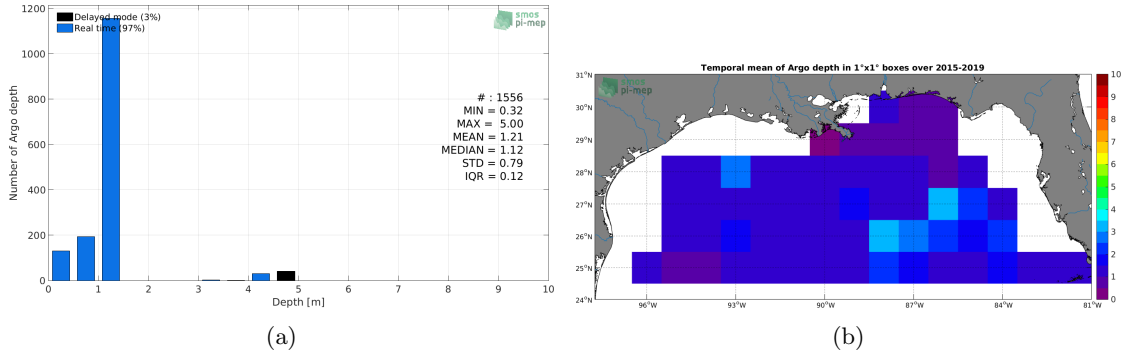 Delayed mode (3%)
Real time (97%)
smos
pi-mep
# : 1556
MIN = 0.32
MAX = 5.00
MEAN = 1.21
MEDIAN = 1.12
STD = 0.79
IQR = 0.12
Number of Argo depth
1200
1000
800
600
400
200
0
0 1 2 3 4 5 6 7 8 9 10
Depth [m]
(a)
Temporal mean of Argo depth in 1°x1° boxes over 2015-2019
smos
pi-mep
31°N
30°N
29°N
28°N
27°N
26°N
25°N
24°N
96°W 93°W 90°W 87°W 84°W 81°W
10
9
8
7
6
5
4
3
2
1
0
(b)